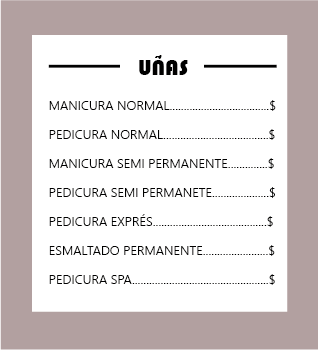 UÑAS
MANICURA NORMAL..................................$
PEDICURA NORMAL....................................$
MANICURA SEMI PERMANENTE.............$
PEDICURA SEMI PERMANETE...................$
PEDICURA EXPRÉS.......................................$
ESMALTADO PERMANENTE......................$
PEDICURA SPA...............................................$